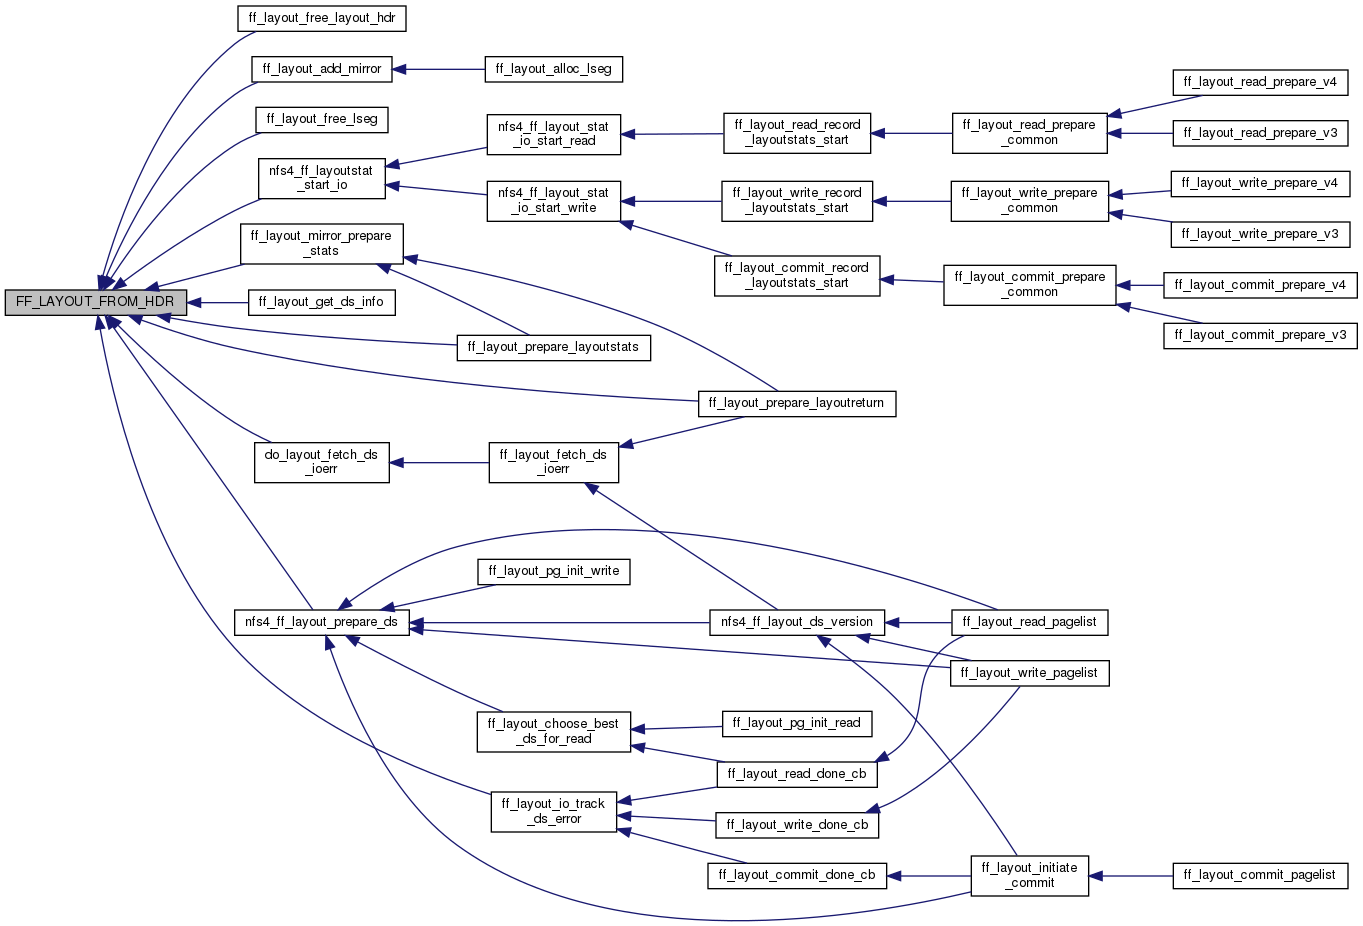 ff_layout_free_layout_hdr
ff_layout_add_mirror
ff_layout_alloc_lseg
ff_layout_read_prepare_v4
ff_layout_free_lseg
nfs4_ff_layout_stat
_io_start_read
ff_layout_read_record
_layoutstats_start
ff_layout_read_prepare
_common
ff_layout_read_prepare_v3
nfs4_ff_layoutstat
_start_io
nfs4_ff_layout_stat
_io_start_write
ff_layout_write_record
_layoutstats_start
ff_layout_write_prepare
_common
ff_layout_write_prepare_v4
ff_layout_write_prepare_v3
ff_layout_mirror_prepare
_stats
ff_layout_commit_record
_layoutstats_start
ff_layout_commit_prepare
_common
ff_layout_commit_prepare_v4
ff_layout_commit_prepare_v3
FF_LAYOUT_FROM_HDR
ff_layout_get_ds_info
ff_layout_prepare_layoutstats
ff_layout_prepare_layoutreturn
do_layout_fetch_ds
_ioerr
ff_layout_fetch_ds
_ioerr
ff_layout_pg_init_write
nfs4_ff_layout_prepare_ds
nfs4_ff_layout_ds_version
ff_layout_read_pagelist
ff_layout_write_pagelist
ff_layout_choose_best
_ds_for_read
ff_layout_pg_init_read
ff_layout_read_done_cb
ff_layout_io_track
_ds_error
ff_layout_write_done_cb
ff_layout_commit_done_cb
ff_layout_initiate
_commit
ff_layout_commit_pagelist